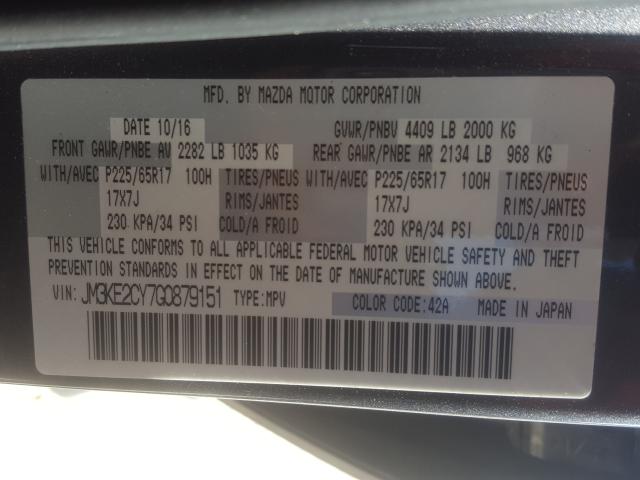 MFD. BY MAZDA MOTOR CORPORATION
DATE 10/16 GVWR/PNBV 4409 LB 2000 KG
FRONT GAWR/PNBE AV 2282 LB 1035 KG REAR GAWR/PNBE AR 2134 LB 968 KG
WITH/AVEC P225/65R17 100H TIRES/PNEUS WITH/AVEC P225/65R17 100H TIRES/PNEUS
17X7J RIMS/JANTES 17X7J RIMS/JANTES
230 KPA/34 PSI COLD/A FROID 230 KPA/34 PSI COLD/A FROID
THIS VEHICLE CONFORMS TO ALL APPLICABLE FEDERAL MOTOR VEHICLE SAFETY AND THEFT
PREVENTION STANDARDS IN EFFECT ON THE DATE OF MANUFACTURE SHOWN ABOVE.
VIN: JM3KE2CY7G0879151 TYPE:MPV COLOR CODE:42A MADE IN JAPAN